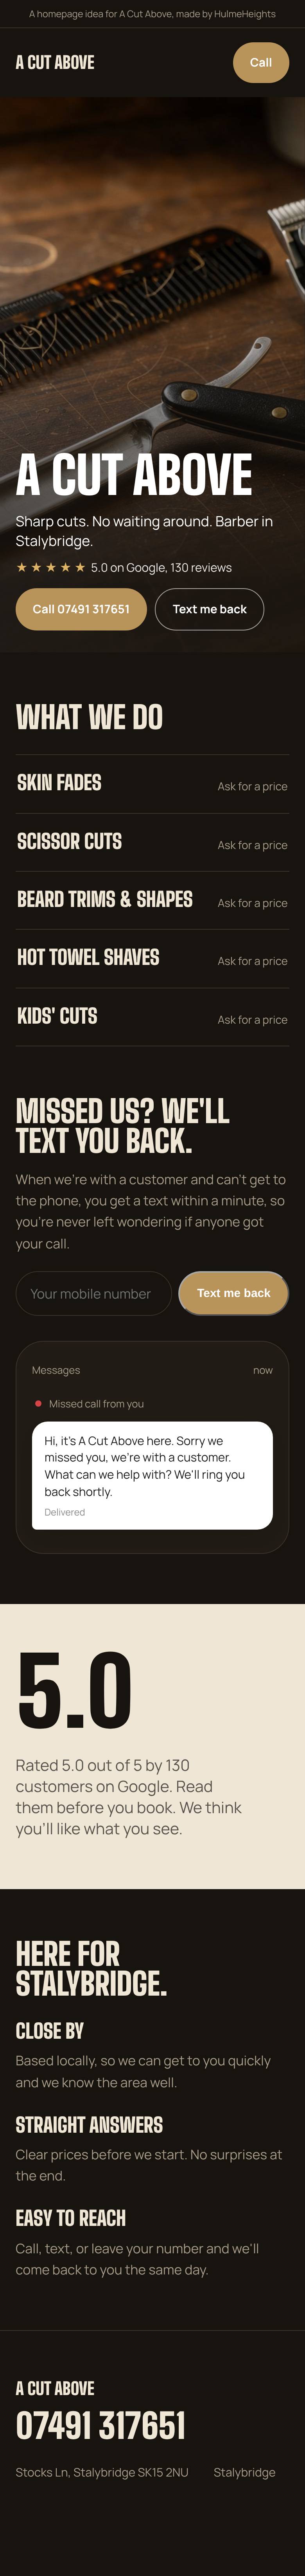 A homepage idea for A Cut Above, made by HulmeHeights
A CUT ABOVE
Call
A CUT ABOVE
Sharp cuts. No waiting around. Barber in
Stalybridge.
★ ★ ★ ★ ★ 5.0 on Google, 130 reviews
Call 07491 317651
Text me back
WHAT WE DO
SKIN FADES
Ask for a price
SCISSOR CUTS
Ask for a price
BEARD TRIMS & SHAPES
Ask for a price
HOT TOWEL SHAVES
Ask for a price
KIDS' CUTS
Ask for a price
MISSED US? WE'LL
TEXT YOU BACK.
When we're with a customer and can't get to
the phone, you get a text within a minute, so
you're never left wondering if anyone got
your call.
Your mobile number
Text me back
Messages
now
Missed call from you
Hi, it's A Cut Above here. Sorry we
missed you, we're with a customer.
What can we help with? We'll ring you
back shortly.
Delivered
5.0
Rated 5.0 out of 5 by 130
customers on Google. Read
them before you book. We think
you'll like what you see.
HERE FOR
STALYBRIDGE.
CLOSE BY
Based locally, so we can get to you quickly
and we know the area well.
STRAIGHT ANSWERS
Clear prices before we start. No surprises at
the end.
EASY TO REACH
Call, text, or leave your number and we'll
come back to you the same day.
A CUT ABOVE
07491 317651
Stocks Ln, Stalybridge SK15 2NU
Stalybridge